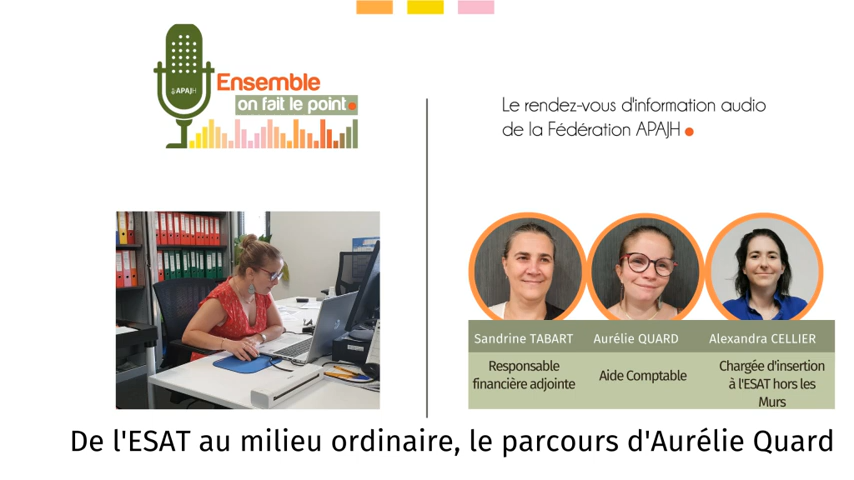 APAJH
Ensemble
on fait le point.
Le rendez-vous d'information audio
de la Fédération APAJH
Sandrine TABART
Responsable
financière adjointe
Aurélie QUARD
Aide Comptable
Alexandra CELLIER
Chargée d'insertion
à l'ESAT hors les
Murs
De l'ESAT au milieu ordinaire, le parcours d'Aurélie Quard